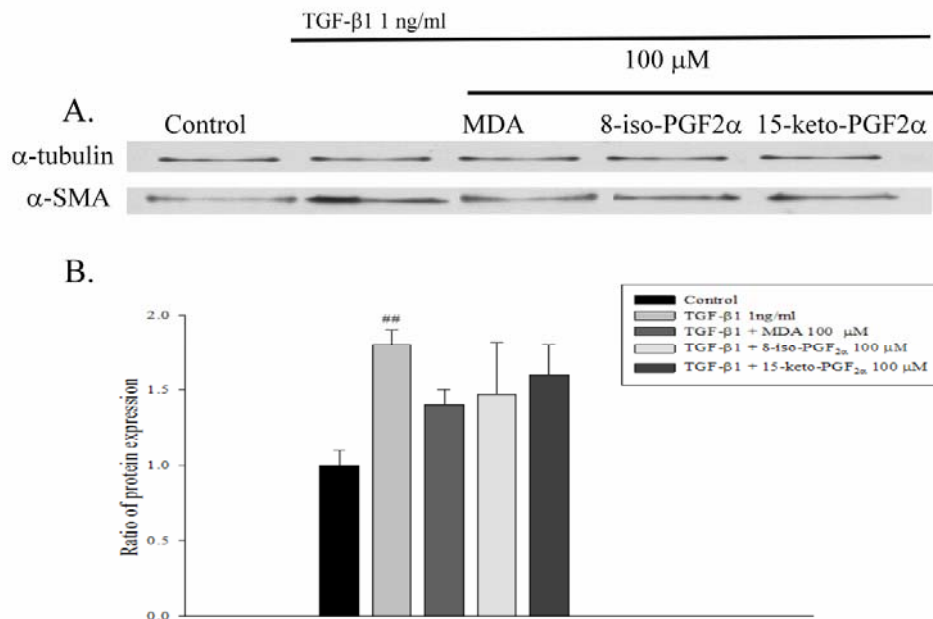 TGF-β1 1 ng/ml
100 μM
A.
Control MDA 8-iso-PGF2α 15-keto-PGF2α
α-tubulin
α-SMA
B.
Control
TGF-β1 1ng/ml
TGF-β1 + MDA 100 μM
TGF-β1 + 8-iso-PGF2α 100 μM
TGF-β1 + 15-keto-PGF2α 100 μM
Ratio of protein expression
2.0
1.5
1.0
0.5
0.0
##